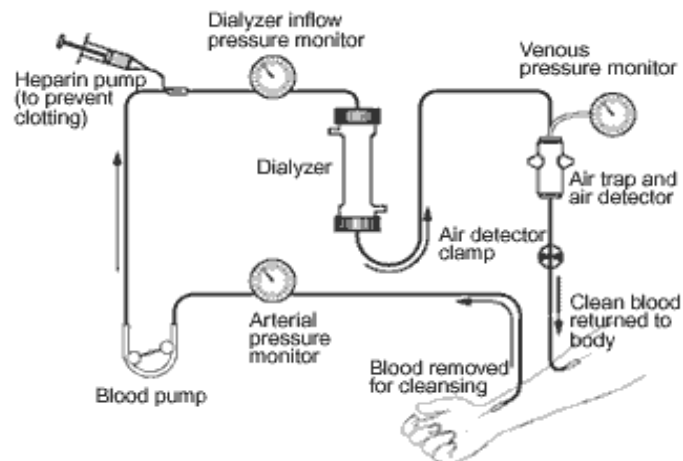 Dialyzer inflow
pressure monitor
Venous
pressure monitor
Heparin pump
(to prevent
clotting)
Dialyzer
Air trap and
air detector
Air detector
clamp
Clean blood
returned to
body
Arterial
pressure
monitor
Blood removed
for cleansing
Blood pump